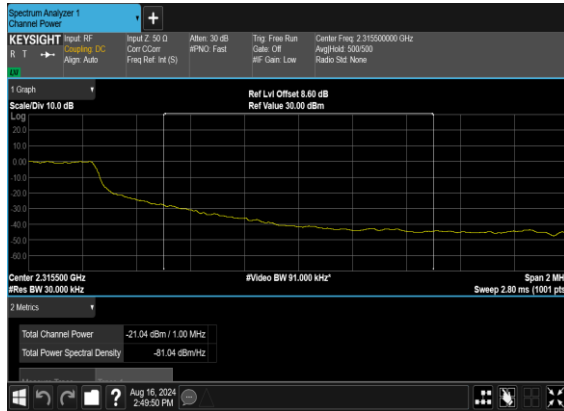 Spectrum Analyzer 1
Channel Power
+
KEYSIGHT
R T
LXI
Input: RF
Coupling: DC
Align: Auto
Input Z: 50 Ω
Corr CCorr
Freq Ref: Int (S)
Atten: 30 dB
#PNO: Fast
Trig: Free Run
Gate: Off
#IF Gain: Low
Center Freq: 2.315500000 GHz
Avg|Hold: 500/500
Radio Std: None
1 Graph
Scale/Div 10.0 dB
Ref Lvl Offset 8.60 dB
Ref Value 30.00 dBm
Log
20.0
10.0
0.00
-10.0
-20.0
-30.0
-40.0
-50.0
-60.0
Center 2.315500 GHz
#Res BW 30.000 kHz
#Video BW 91.000 kHz*
Span 2 MH
Sweep 2.80 ms (1001 pts
2 Metrics
Total Channel Power -21.04 dBm / 1.00 MHz
Total Power Spectral Density -81.04 dBm/Hz
?
Aug 16, 2024
2:49:50 PM